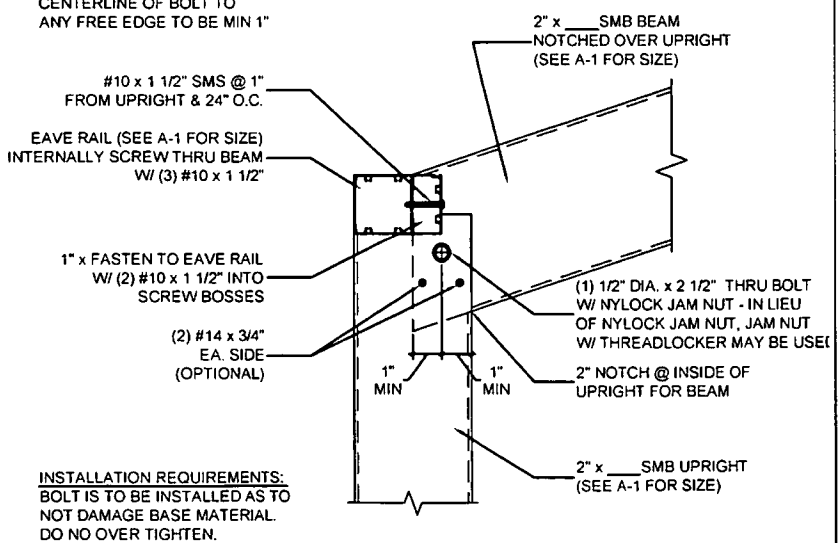 CENTERLINE OF BOLT TO
ANY FREE EDGE TO BE MIN 1"
2" x ____SMB BEAM
NOTCHED OVER UPRIGHT
(SEE A-1 FOR SIZE)
#10 x 1 1/2" SMS @ 1"
FROM UPRIGHT & 24" O.C.
EAVE RAIL (SEE A-1 FOR SIZE)
INTERNALLY SCREW THRU BEAM
W/ (3) #10 x 1 1/2"
1" x FASTEN TO EAVE RAIL
W/ (2) #10 x 1 1/2" INTO
SCREW BOSSES
(1) 1/2" DIA. x 2 1/2" THRU BOLT
W/ NYLOCK JAM NUT - IN LIEU
OF NYLOCK JAM NUT, JAM NUT
W/ THREADLOCKER MAY BE USED
(2) #14 x 3/4"
EA. SIDE
(OPTIONAL)
1"
MIN
1"
MIN
2" NOTCH @ INSIDE OF
UPRIGHT FOR BEAM
2" x ____SMB UPRIGHT
(SEE A-1 FOR SIZE)
INSTALLATION REQUIREMENTS:
BOLT IS TO BE INSTALLED AS TO
NOT DAMAGE BASE MATERIAL.
DO NO OVER TIGHTEN.